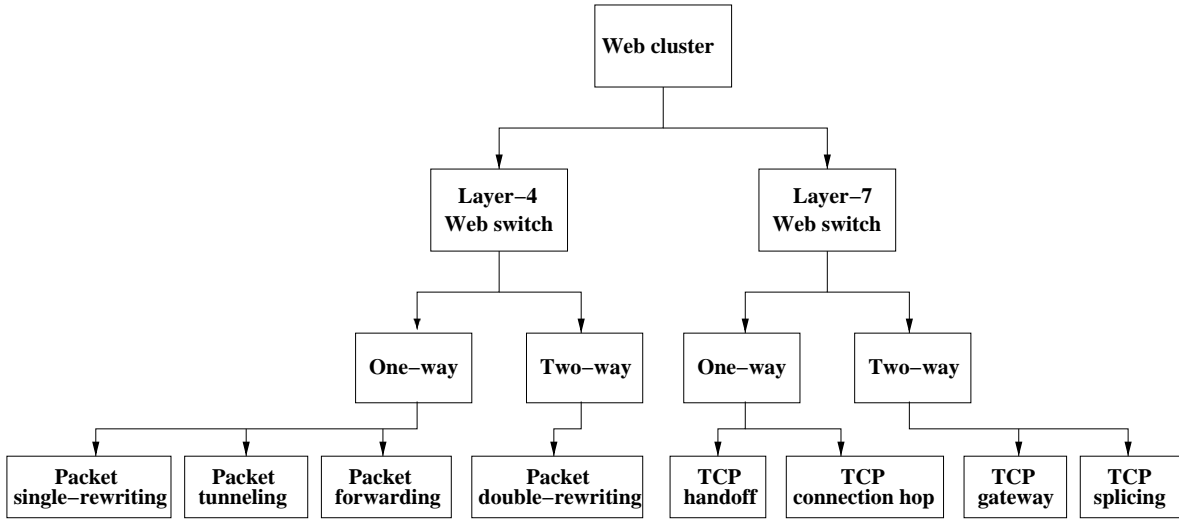 Web cluster
Layer−4
Web switch
Layer−7
Web switch
One−way
Two−way
One−way
Two−way
Packet
single−rewriting
Packet
tunneling
Packet
forwarding
Packet
double−rewriting
TCP
handoff
TCP
connection hop
TCP
gateway
TCP
splicing